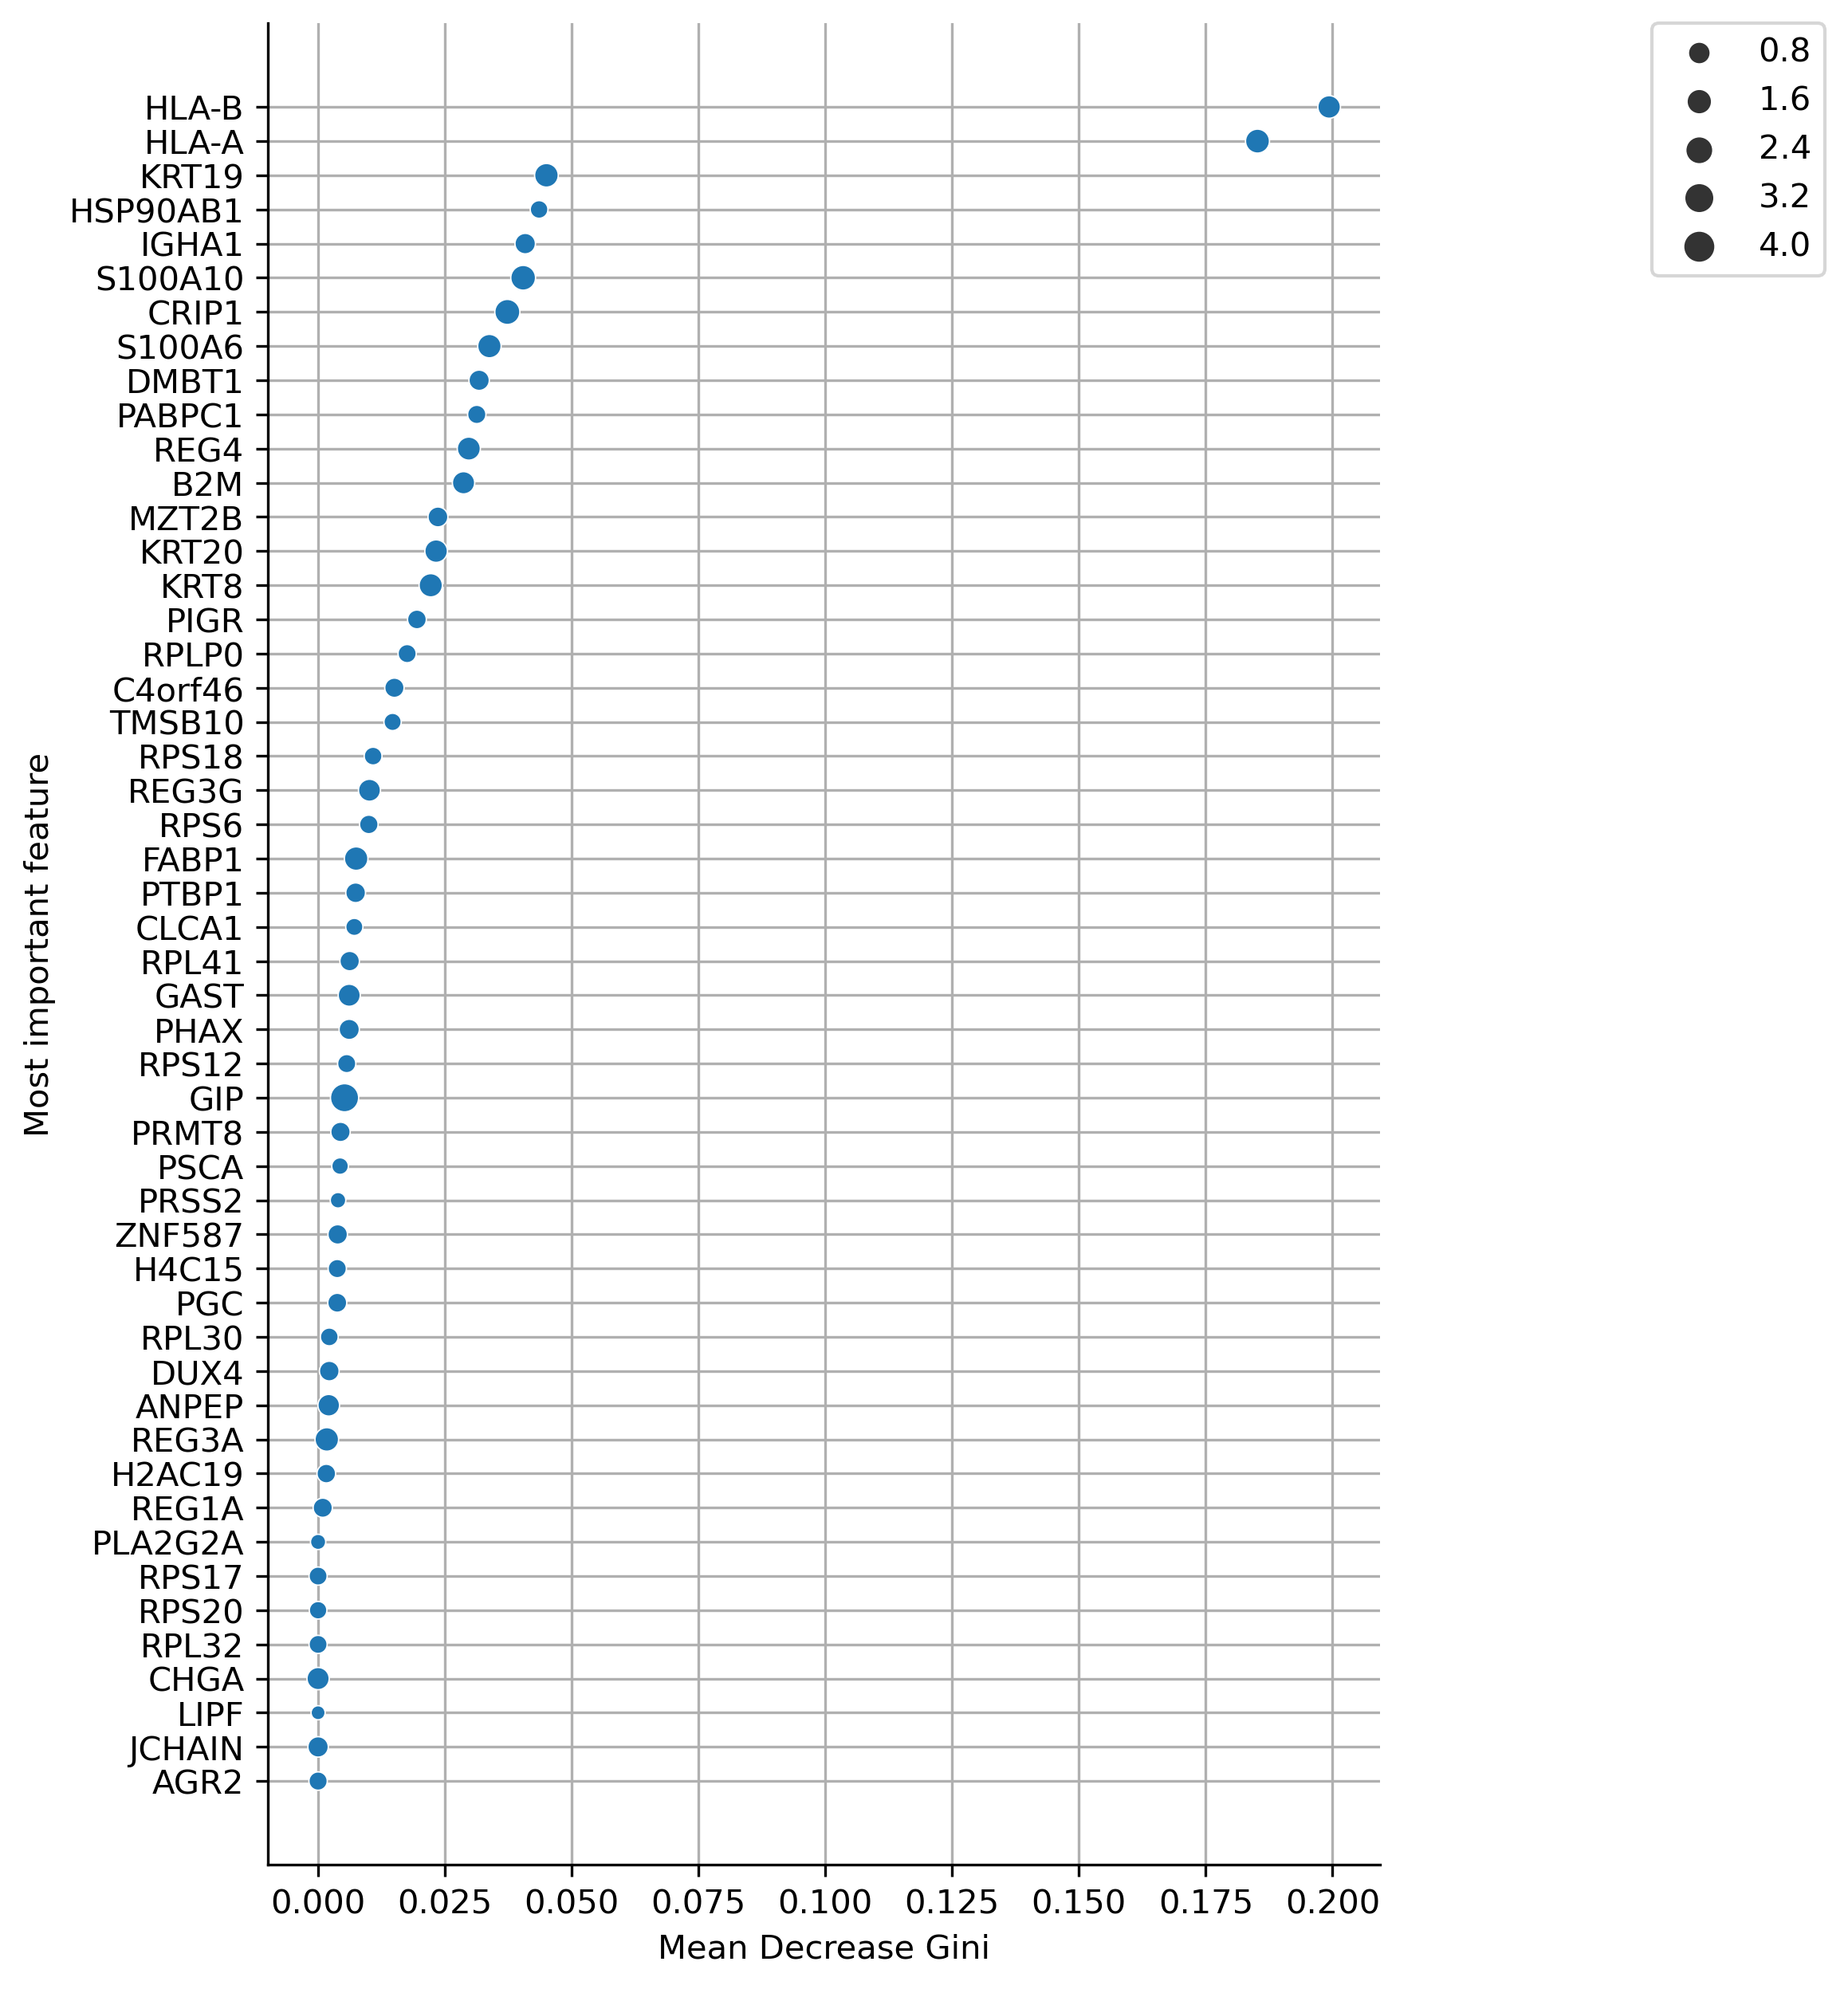 HLA-B
HLA-A
KRT19
HSP90AB1
IGHA1
S100A10
CRIP1
S100A6
DMBT1
PABPC1
REG4
B2M
MZT2B
KRT20
KRT8
PIGR
RPLP0
C4orf46
TMSB10
RPS18
REG3G
RPS6
FABP1
PTBP1
CLCA1
RPL41
GAST
PHAX
RPS12
GIP
PRMT8
PSCA
PRSS2
ZNF587
H4C15
PGC
RPL30
DUX4
ANPEP
REG3A
H2AC19
REG1A
PLA2G2A
RPS17
RPS20
RPL32
CHGA
LIPF
JCHAIN
AGR2
Most important feature
0.000 0.025 0.050 0.075 0.100 0.125 0.150 0.175 0.200
Mean Decrease Gini
0.8
1.6
2.4
3.2
4.0